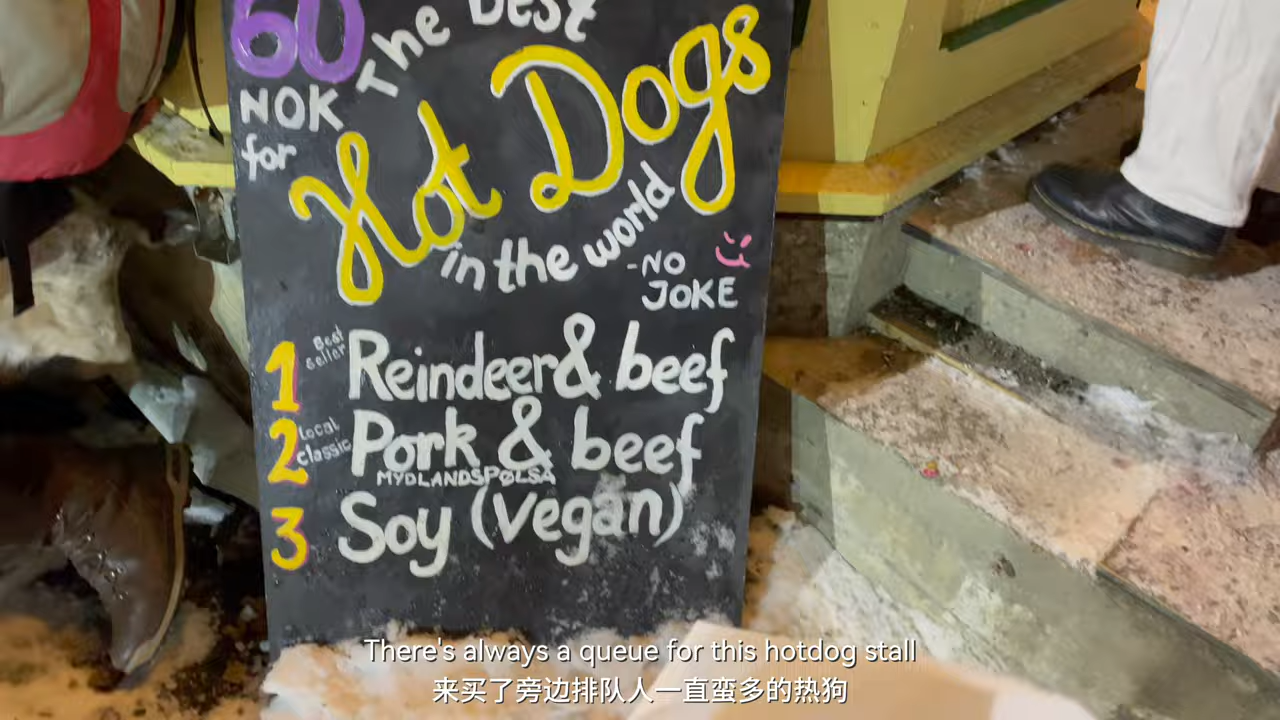 60
NOK
for
The best
Hot Dogs
in the world
-NO
JOKE
1 Best seller Reindeer & beef
2 local classic Pork & beef
MYDLANDSPØLSA
3 Soy (vegan)
There's always a queue for this hotdog stall
来买了旁边排队人一直蛮多的热狗